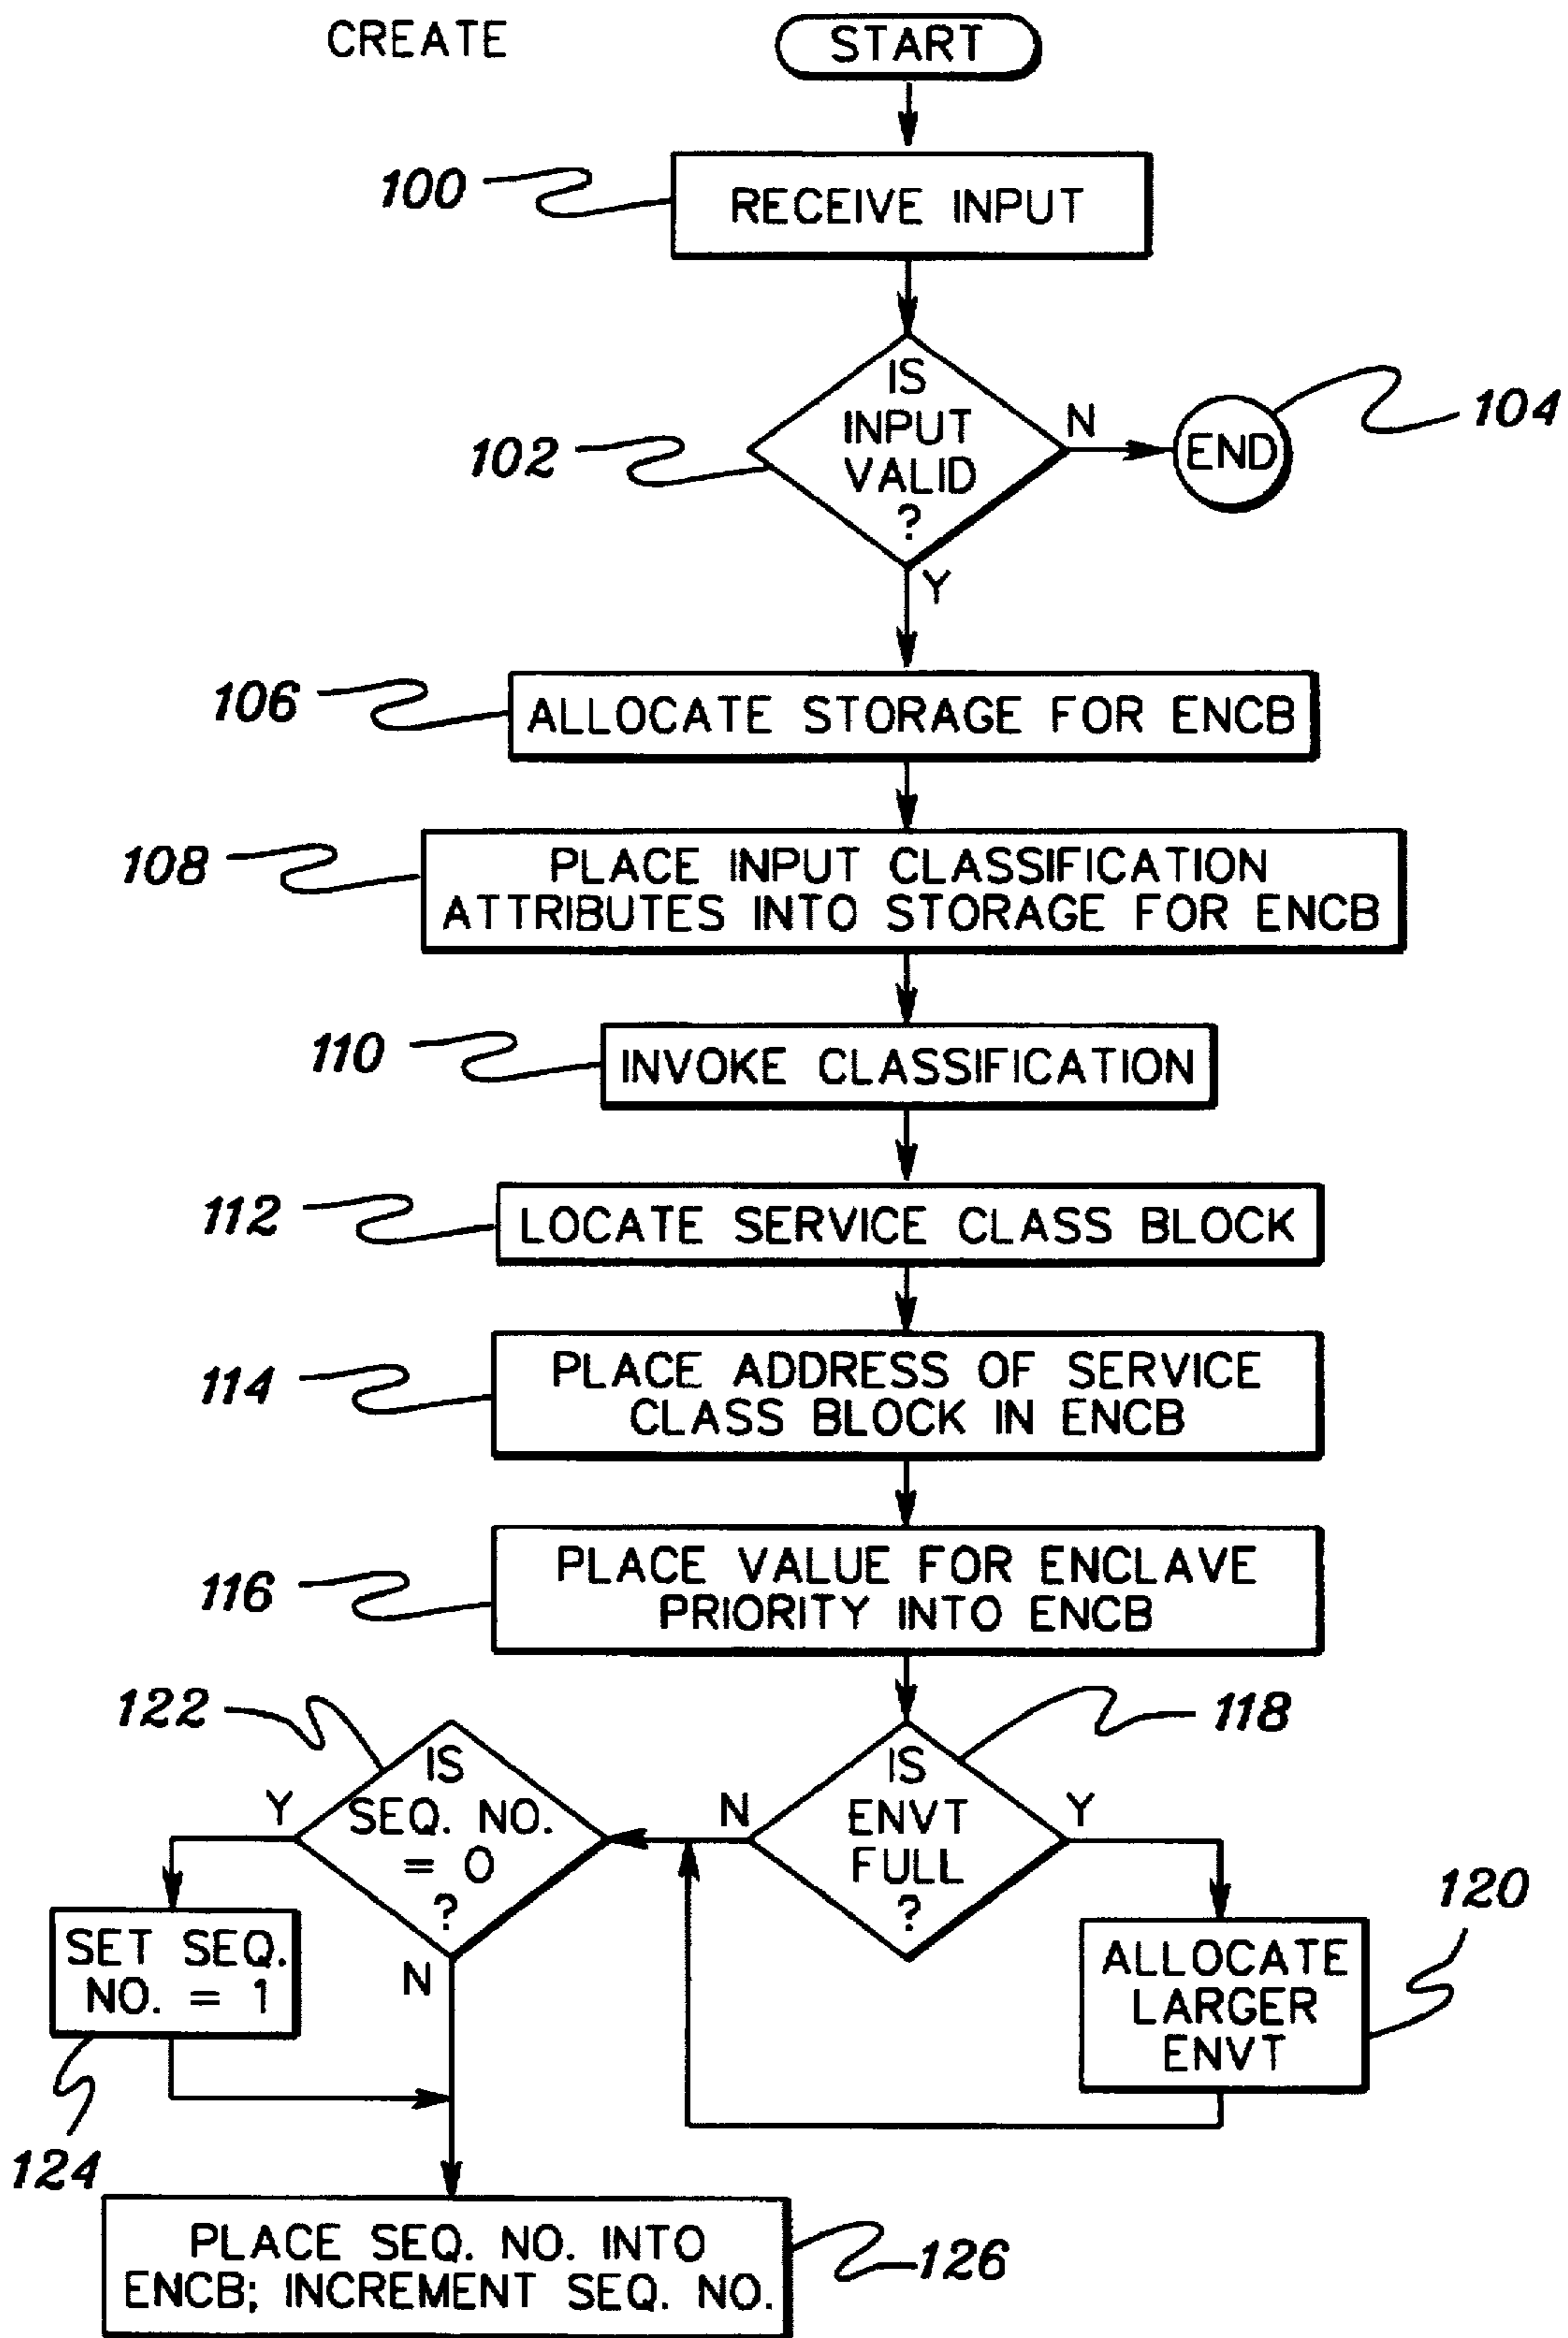 CREATE
START
100
RECEIVE INPUT
102
IS
INPUT
VALID
?
N
END
104
Y
106
ALLOCATE STORAGE FOR ENCB
108
PLACE INPUT CLASSIFICATION
ATTRIBUTES INTO STORAGE FOR ENCB
110
INVOKE CLASSIFICATION
112
LOCATE SERVICE CLASS BLOCK
114
PLACE ADDRESS OF SERVICE
CLASS BLOCK IN ENCB
116
PLACE VALUE FOR ENCLAVE
PRIORITY INTO ENCB
118
IS
ENVT
FULL
?
Y
N
120
ALLOCATE
LARGER
ENVT
122
IS
SEQ. NO.
= 0
?
Y
N
SET SEQ.
NO. = 1
124
PLACE SEQ. NO. INTO
ENCB; INCREMENT SEQ. NO.
126